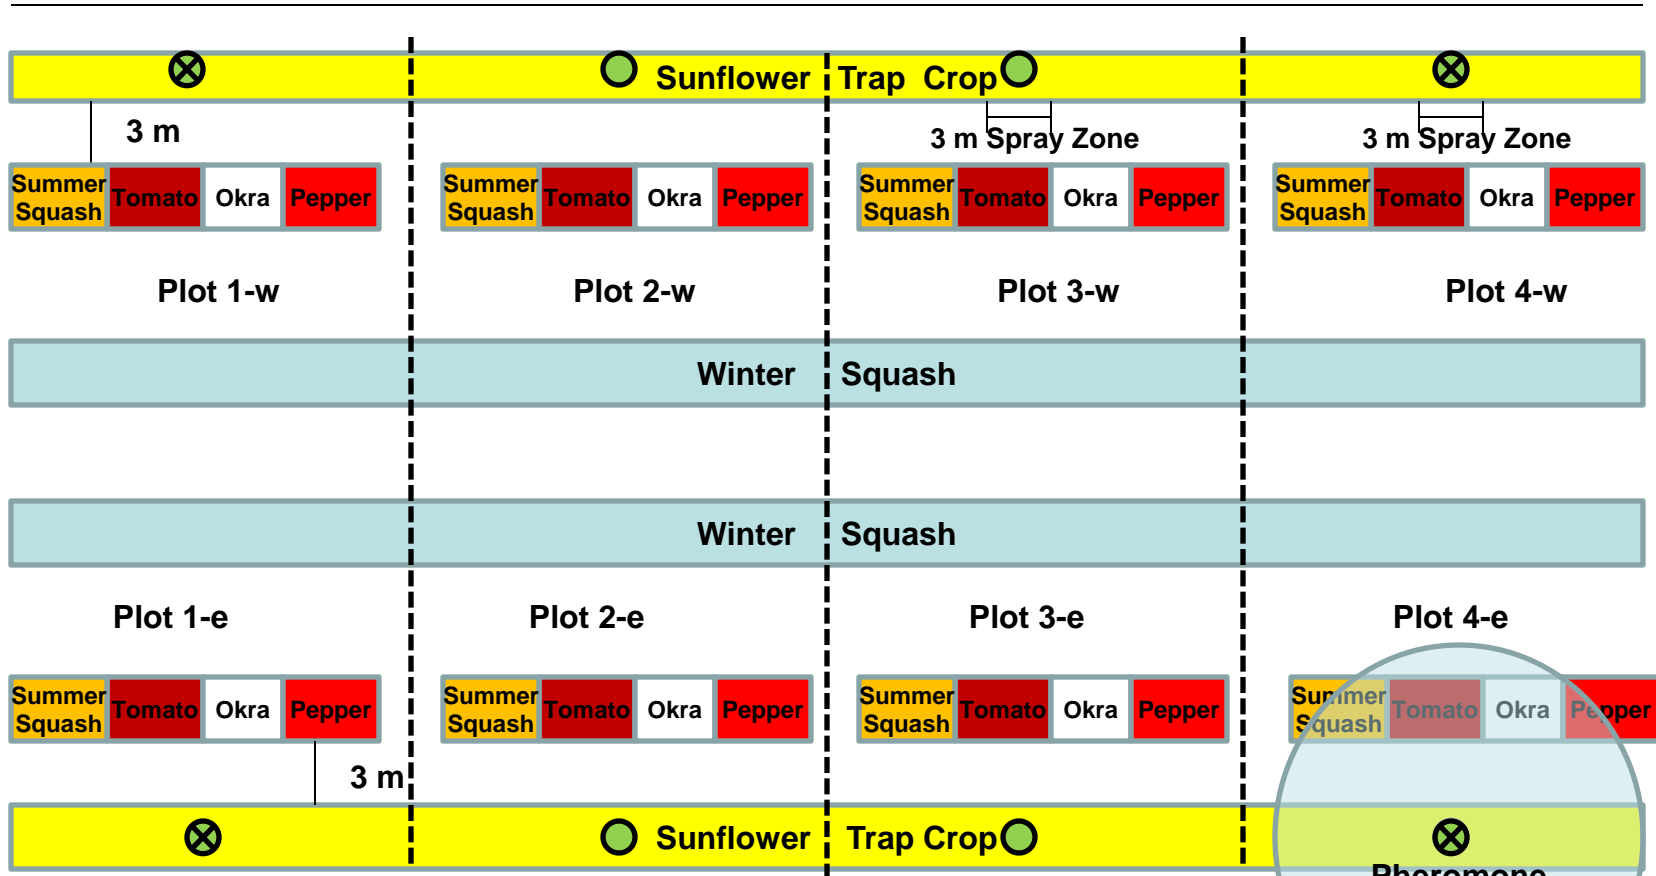 Sunflower Trap Crop
3 m
3 m Spray Zone
3 m Spray Zone
Summer Squash Tomato Okra Pepper
Summer Squash Tomato Okra Pepper
Summer Squash Tomato Okra Pepper
Summer Squash Tomato Okra Pepper
Plot 1-w
Plot 2-w
Plot 3-w
Plot 4-w
Winter Squash
Winter Squash
Plot 1-e
Plot 2-e
Plot 3-e
Plot 4-e
Summer Squash Tomato Okra Pepper
Summer Squash Tomato Okra Pepper
Summer Squash Tomato Okra Pepper
Summer Squash Tomato Okra Pepper
3 m
Sunflower Trap Crop
Pheromone